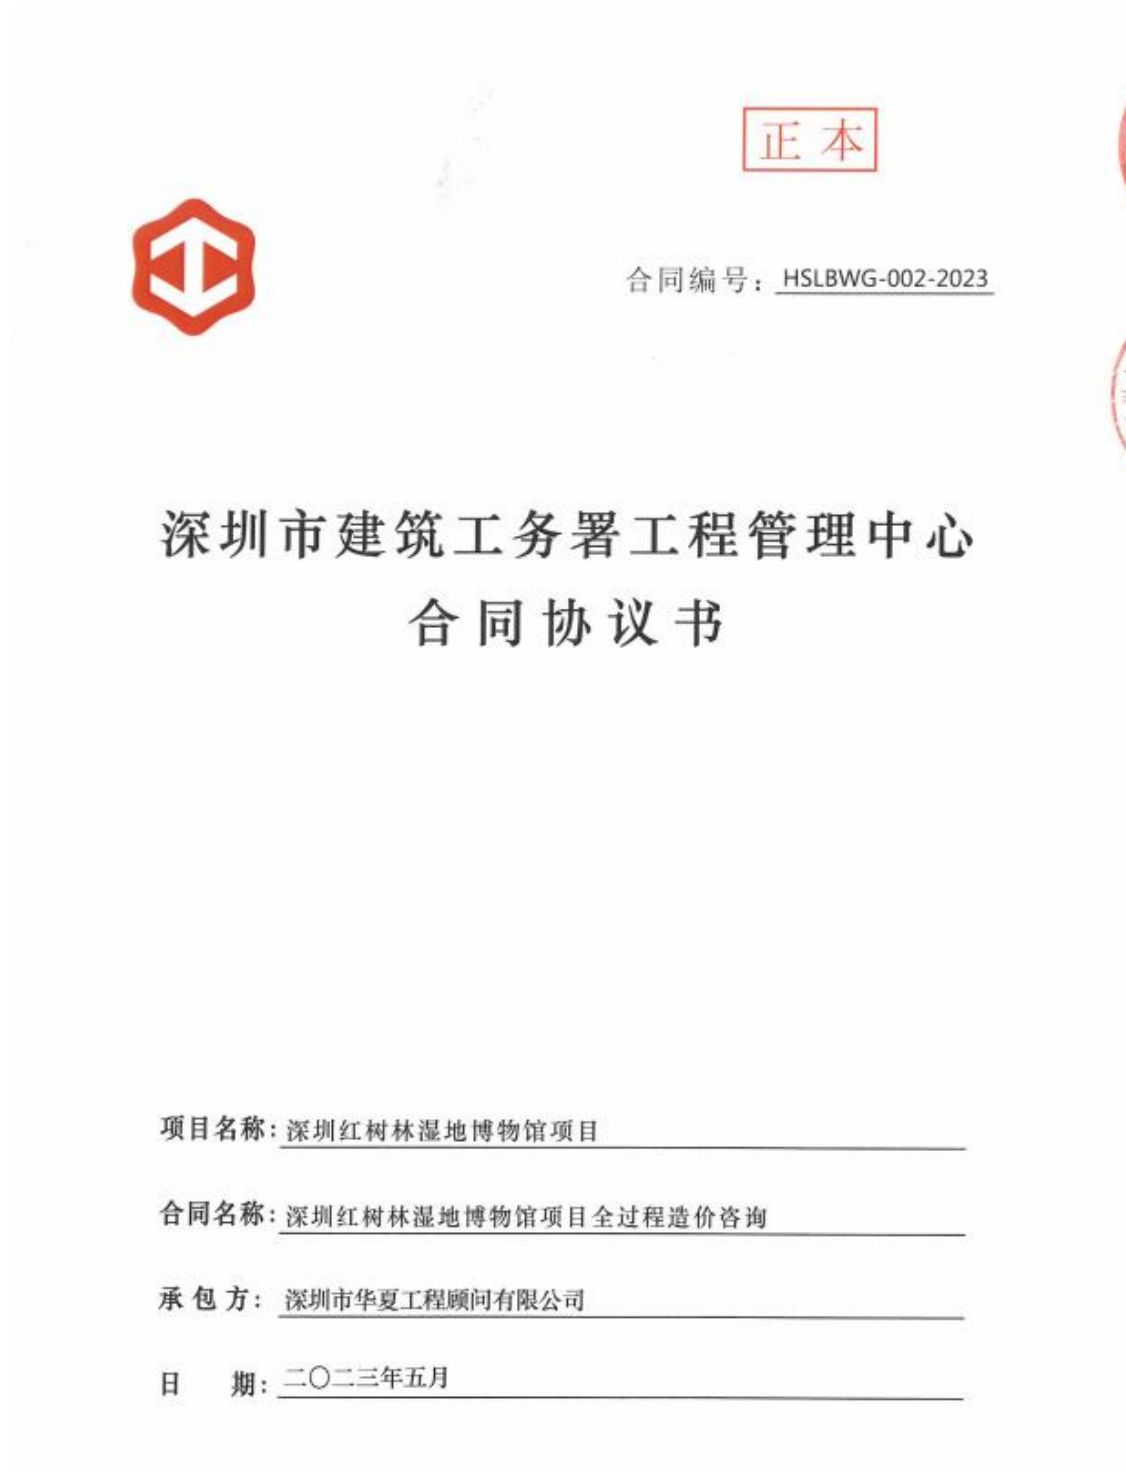 正本
合同编号：HSLBWG-002-2023
深圳市建筑工务署工程管理中心
合同协议书
项目名称：深圳红树林湿地博物馆项目
合同名称：深圳红树林湿地博物馆项目全过程造价咨询
承包方：深圳市华夏工程顾问有限公司
日期：二〇二三年五月